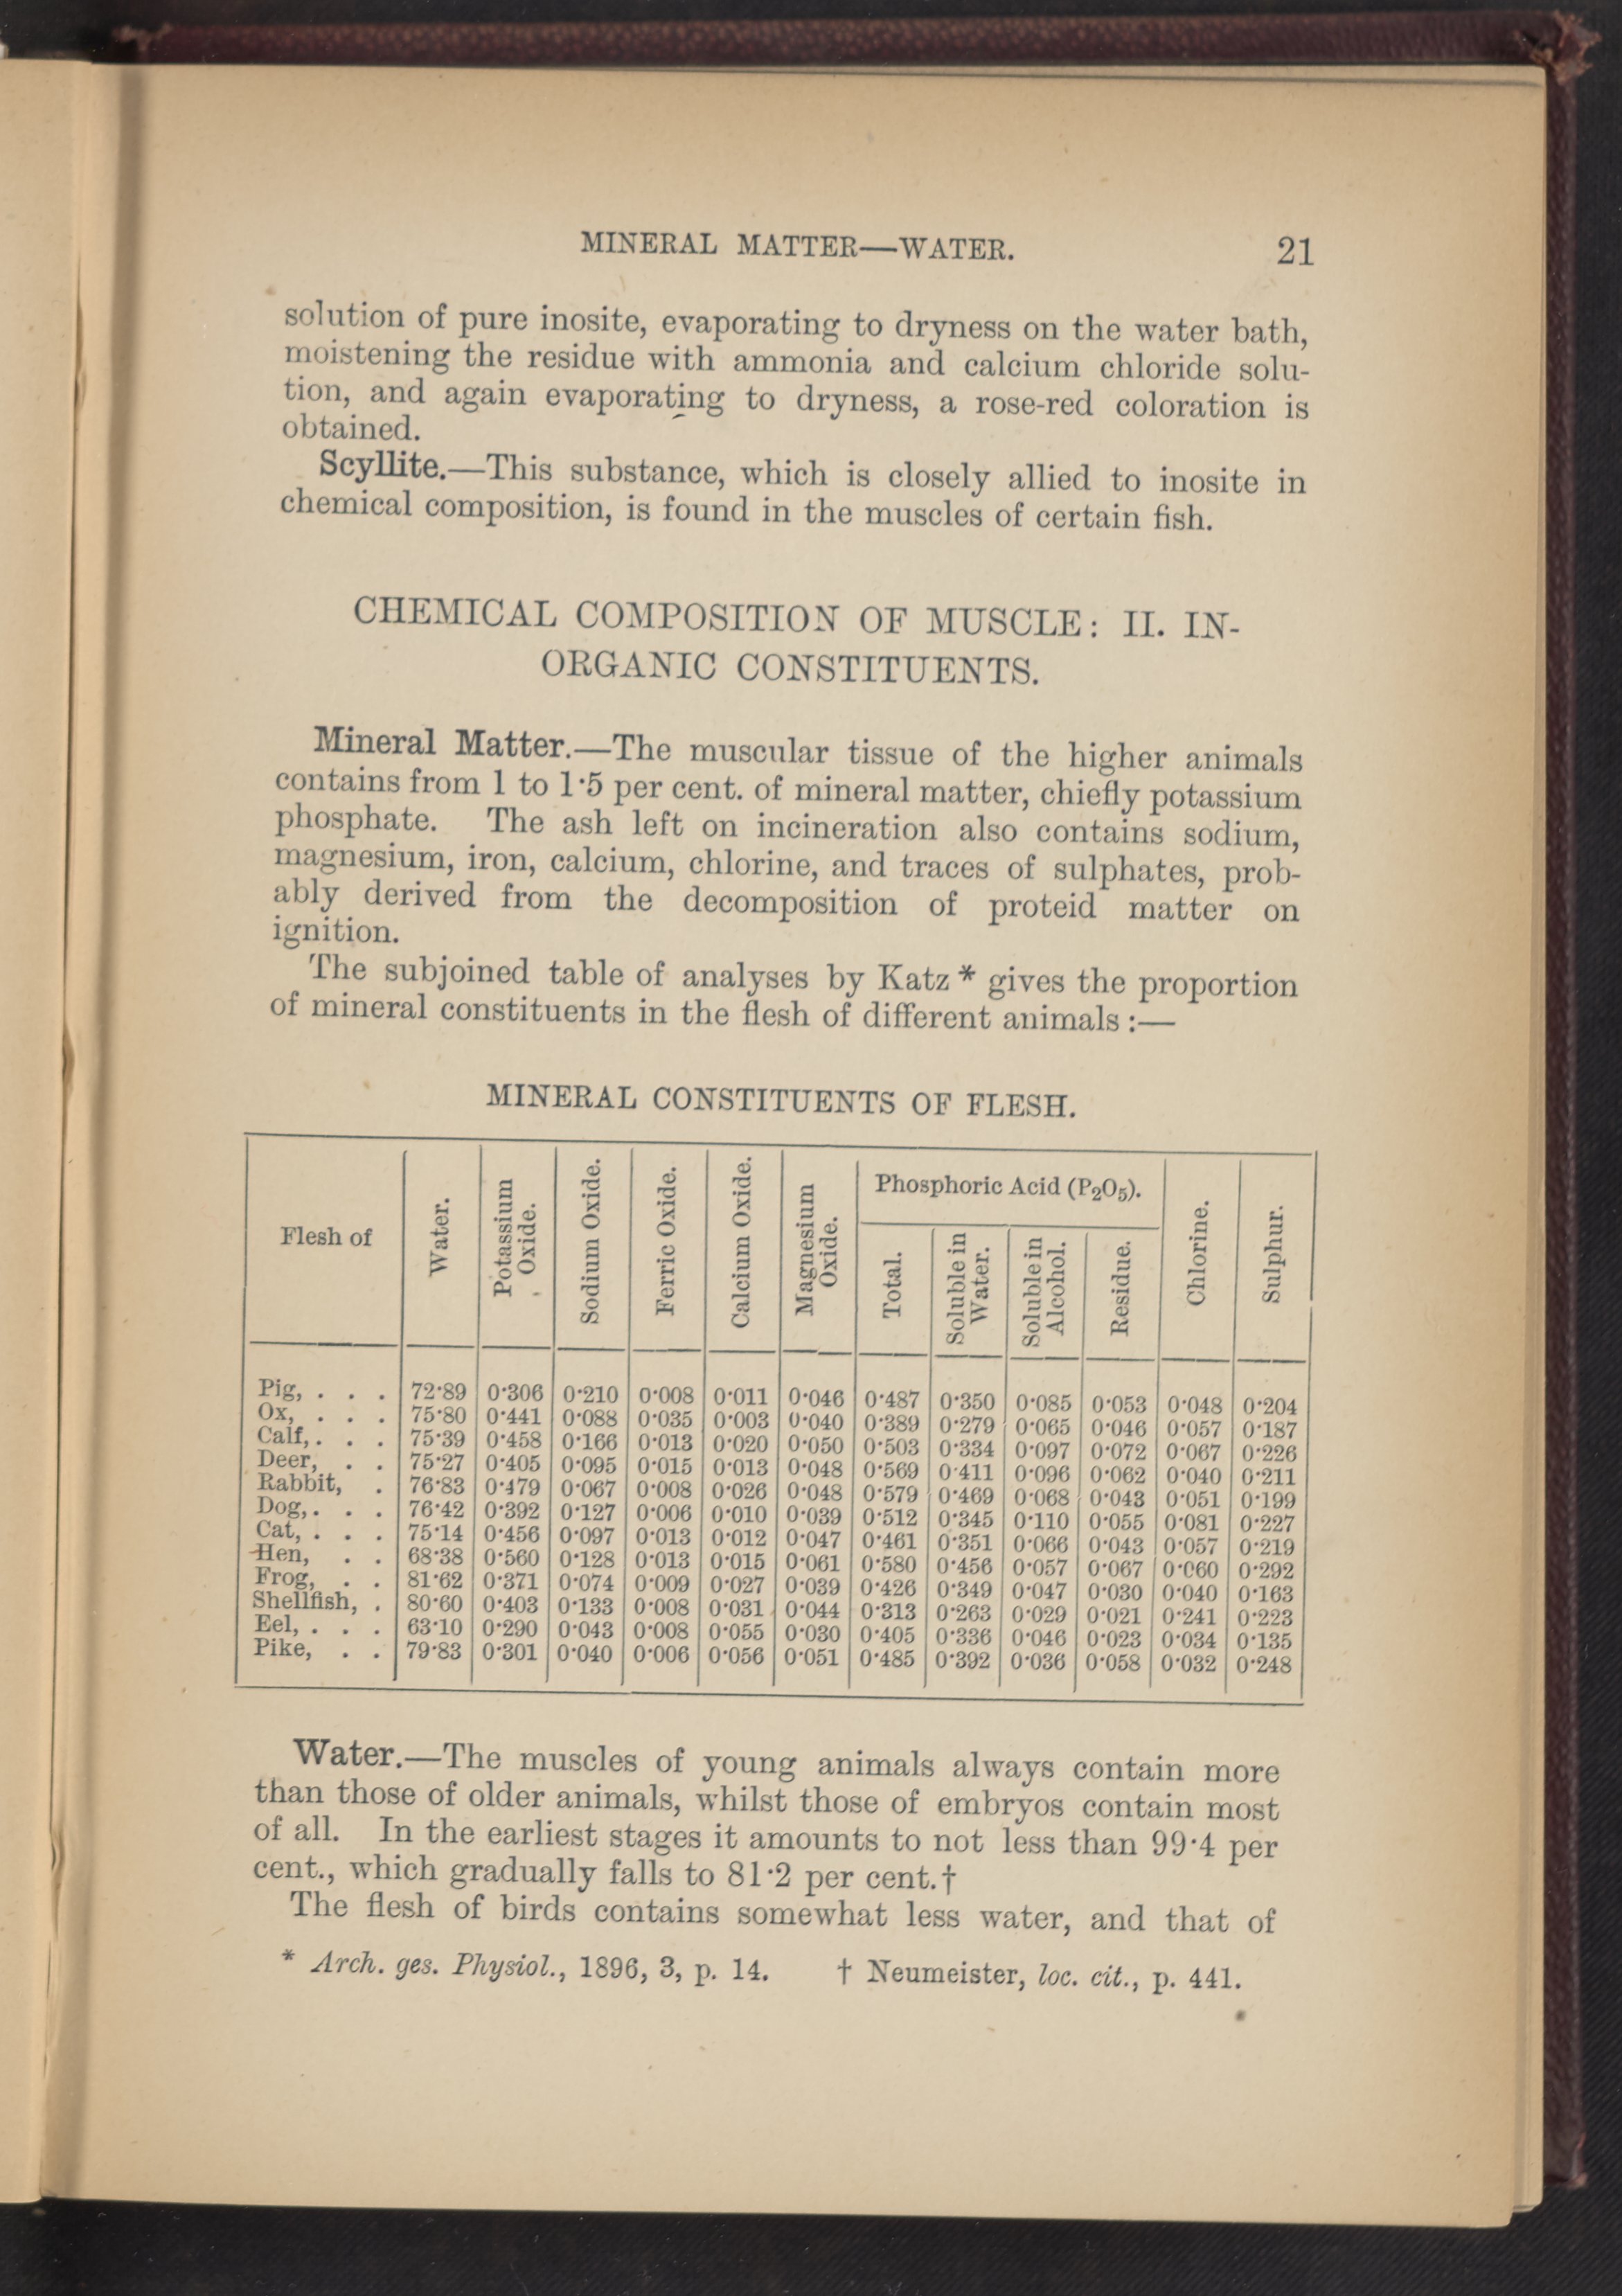 MINERAL MATTER—WATER. 21
solution of pure inosite, evaporating to dryness on the water bath,
moistening the residue with ammonia and calcium chloride solu-
tion, and again evaporating to dryness, a rose-red coloration is
obtained.
Scyllite.—This substance, which is closely allied to inosite in
chemical composition, is found in the muscles of certain fish.
CHEMICAL COMPOSITION OF MUSCLE: II. IN-
ORGANIC CONSTITUENTS.
Mineral Matter.—The muscular tissue of the higher animals
contains from 1 to 1·5 per cent. of mineral matter, chiefly potassium
phosphate. The ash left on incineration also contains sodium,
magnesium, iron, calcium, chlorine, and traces of sulphates, prob-
ably derived from the decomposition of proteid matter on
ignition.
The subjoined table of analyses by Katz * gives the proportion
of mineral constituents in the flesh of different animals :—
MINERAL CONSTITUENTS OF FLESH.
Flesh of
Water.
Potassium
Oxide.
Sodium Oxide.
Ferric Oxide.
Calcium Oxide.
Magnesium
Oxide.
Phosphoric Acid (P₂O₅).
Total.
Soluble in
Water.
Soluble in
Alcohol.
Residue.
Chlorine.
Sulphur.
Pig, . . . 72·89 0·306 0·210 0·008 0·011 0·046 0·487 0·350 0·085 0·053 0·048 0·204
Ox, . . . 75·80 0·441 0·088 0·035 0·003 0·040 0·389 0·279 0·065 0·046 0·057 0·187
Calf, . . . 75·39 0·458 0·166 0·013 0·020 0·050 0·503 0·334 0·097 0·072 0·067 0·226
Deer, . . 75·27 0·405 0·095 0·015 0·013 0·048 0·569 0·411 0·096 0·062 0·040 0·211
Rabbit, . 76·83 0·479 0·067 0·008 0·026 0·048 0·579 0·469 0·068 0·043 0·051 0·199
Dog, . . . 76·42 0·392 0·127 0·006 0·010 0·039 0·512 0·345 0·110 0·055 0·081 0·227
Cat, . . . 75·14 0·456 0·097 0·013 0·012 0·047 0·461 0·351 0·066 0·043 0·057 0·219
Hen, . . 68·38 0·560 0·128 0·013 0·015 0·061 0·580 0·456 0·057 0·067 0·060 0·292
Frog, . . 81·62 0·371 0·074 0·009 0·027 0·039 0·426 0·349 0·047 0·030 0·040 0·163
Shellfish, . 80·60 0·403 0·133 0·008 0·031 0·044 0·313 0·263 0·029 0·021 0·241 0·223
Eel, . . . 63·10 0·290 0·043 0·008 0·055 0·030 0·405 0·336 0·046 0·023 0·034 0·135
Pike, . . 79·83 0·301 0·040 0·006 0·056 0·051 0·485 0·392 0·036 0·058 0·032 0·248
Water.—The muscles of young animals always contain more
than those of older animals, whilst those of embryos contain most
of all. In the earliest stages it amounts to not less than 99·4 per
cent., which gradually falls to 81·2 per cent.†
The flesh of birds contains somewhat less water, and that of
* Arch. ges. Physiol., 1896, 3, p. 14. † Neumeister, loc. cit., p. 441.